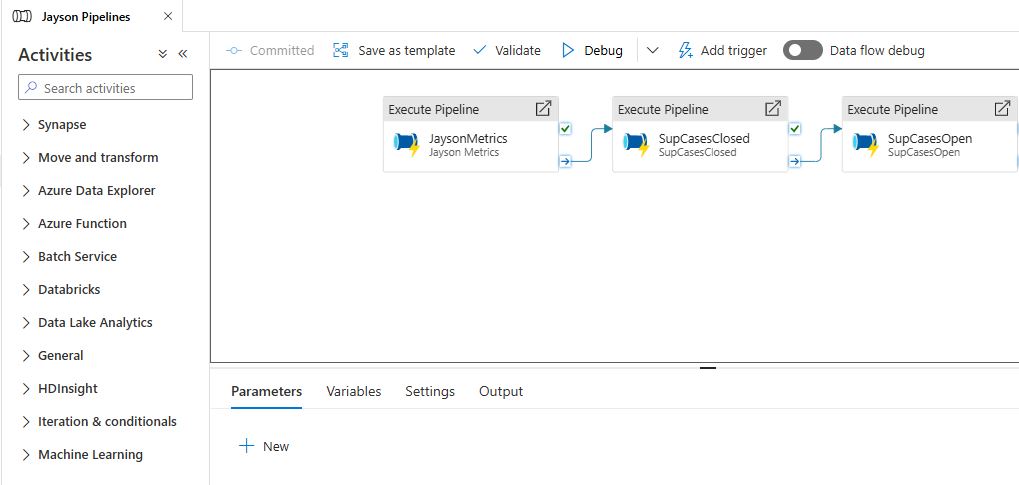 Jayson Pipelines
Activities
Search activities
Synapse
Move and transform
Azure Data Explorer
Azure Function
Batch Service
Databricks
Data Lake Analytics
General
HDInsight
Iteration & conditionals
Machine Learning
Committed
Save as template
Validate
Debug
Add trigger
Data flow debug
Execute Pipeline
JaysonMetrics
Jayson Metrics
Execute Pipeline
SupCasesClosed
SupCasesClosed
Execute Pipeline
SupCasesOpen
SupCasesOpen
Parameters
Variables
Settings
Output
New